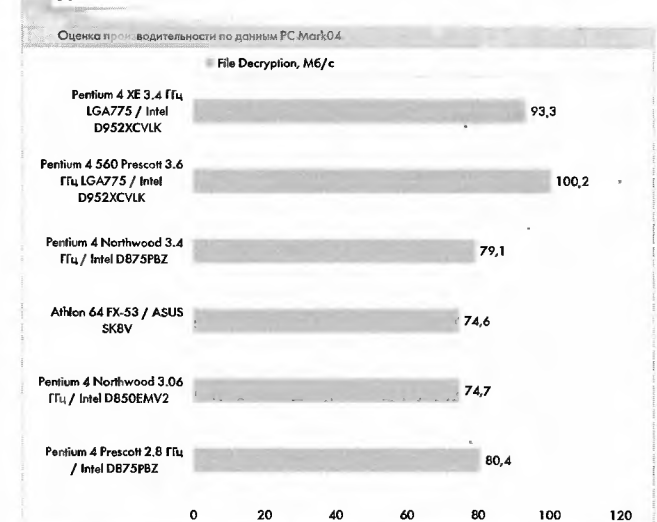 Оценка производительности по данным PC Mark04
File Decryption, Мб/с
Pentium 4 XE 3.4 ГГц
LGA775 / Intel
D952XCVLK
93,3
Pentium 4 560 Prescott 3.6
ГГц LGA775 / Intel
D952XCVLK
100,2
Pentium 4 Northwood 3.4
ГГц / Intel D875PBZ
79,1
Athlon 64 FX-53 / ASUS
SK8V
74,6
Pentium 4 Northwood 3.06
ГГц / Intel D850EMV2
74,7
Pentium 4 Prescott 2,8 ГГц
/ Intel D875PBZ
80,4
0 20 40 60 80 100 120